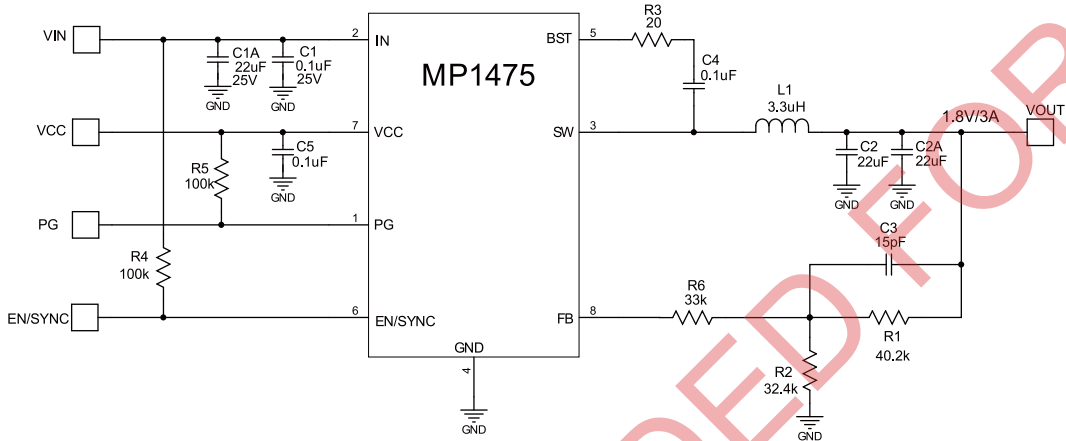 VIN
2
IN
C1A
22uF
25V
GND
C1
0.1uF
25V
GND
MP1475
BST
5
R3
20
C4
0.1uF
L1
3.3uH
VCC
7
VCC
C5
0.1uF
GND
SW
3
1.8V/3A
VOUT
C2
22uF
GND
C2A
22uF
GND
R5
100k
PG
1
PG
R4
100k
C3
15pF
EN/SYNC
6
EN/SYNC
FB
8
R6
33k
R1
40.2k
R2
32.4k
GND
GND
4
GND
DED FOR